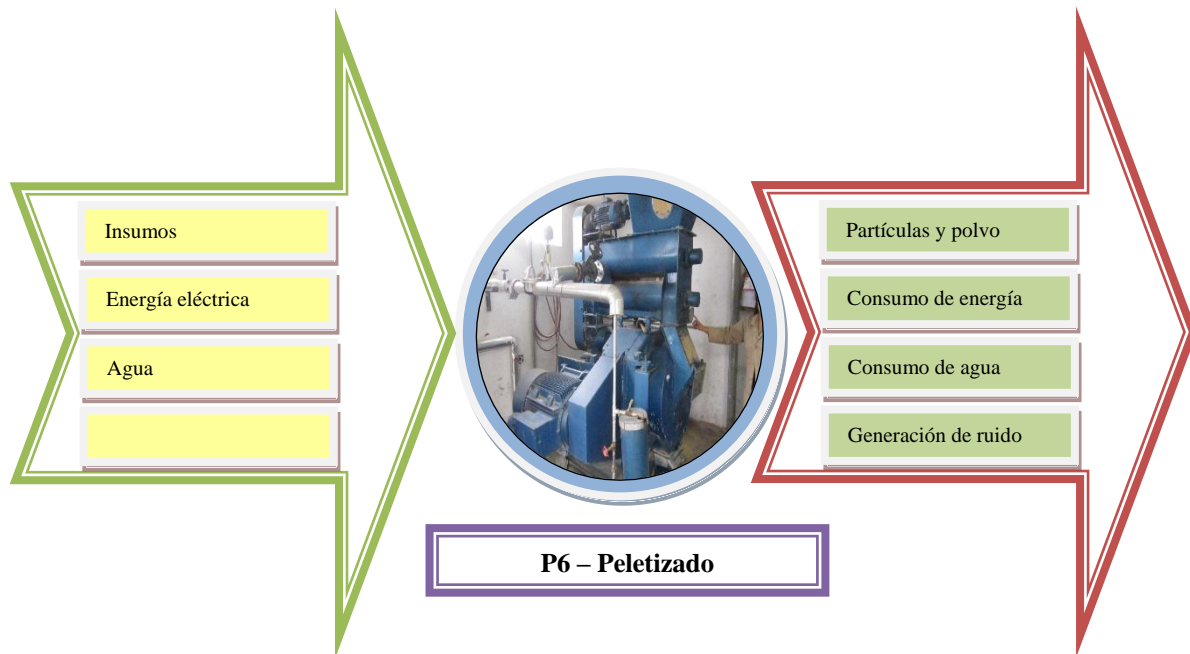 Insumos
Energía eléctrica
Agua
Partículas y polvo
Consumo de energía
Consumo de agua
Generación de ruido
P6 – Peletizado